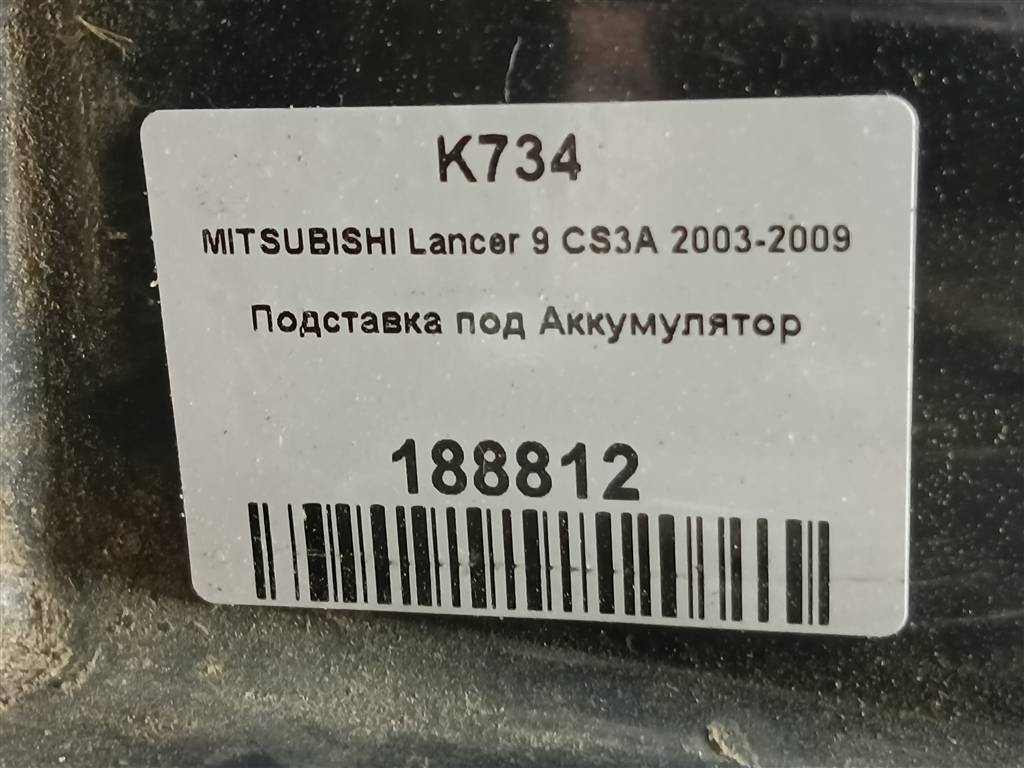 K734
MITSUBISHI Lancer 9 CS3A 2003-2009
Подставка под Аккумулятор
188812